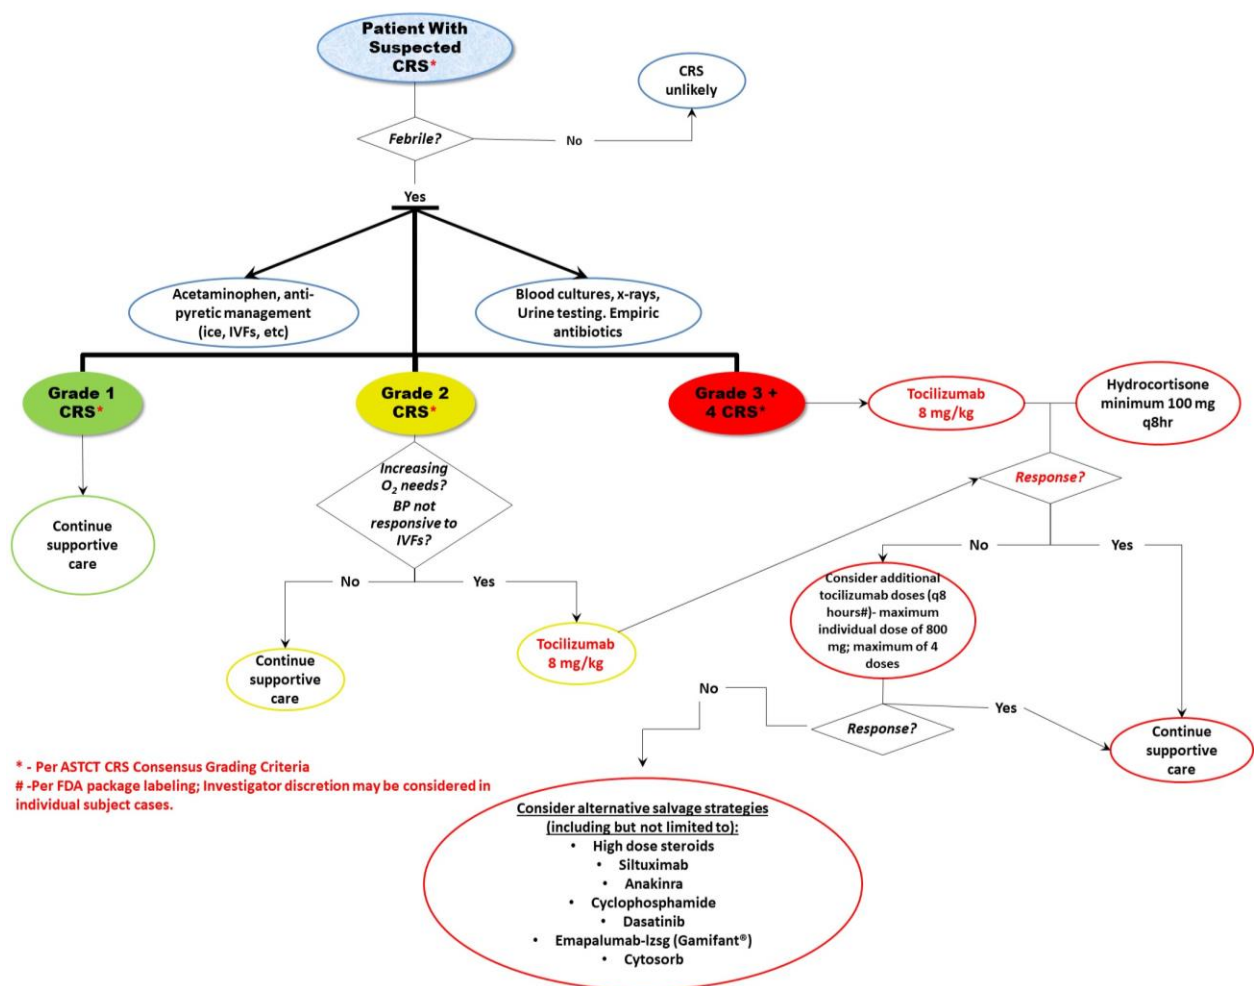 Patient With
Suspected
CRS*
CRS
unlikely
Febrile?
No
Yes
Acetaminophen, anti-
pyretic management
(ice, IVFs, etc)
Blood cultures, x-rays,
Urine testing. Empiric
antibiotics
Grade 1
CRS*
Grade 2
CRS*
Grade 3 +
4 CRS*
Tocilizumab
8 mg/kg
Hydrocortisone
minimum 100 mg
q8hr
Increasing
O2 needs?
BP not
responsive to
IVFs?
Response?
Continue
supportive
care
No
Yes
No
Yes
Consider additional
tocilizumab doses (q8
hours#)- maximum
individual dose of 800
mg; maximum of 4
doses
Continue
supportive
care
Tocilizumab
8 mg/kg
No
Response?
Yes
Continue
supportive
care
* - Per ASTCT CRS Consensus Grading Criteria
# -Per FDA package labeling; Investigator discretion may be considered in
individual subject cases.
Consider alternative salvage strategies
(including but not limited to):
• High dose steroids
• Siltuximab
• Anakinra
• Cyclophosphamide
• Dasatinib
• Emapalumab-lzsg (Gamifant®)
• Cytosorb